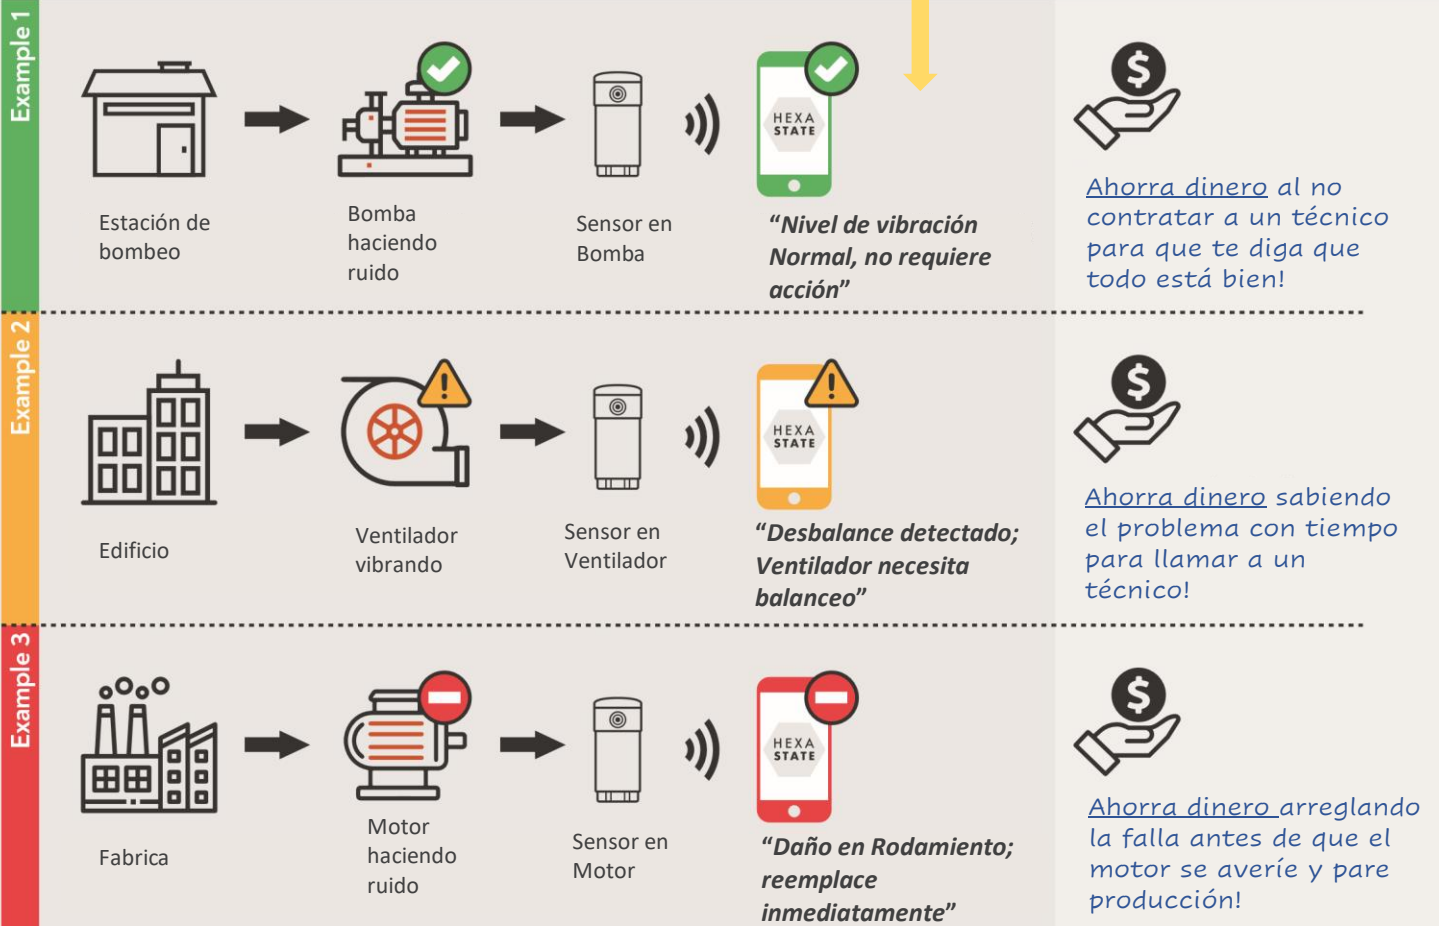 Example 1
HEXA
STATE
Estación de
bombeo
Bomba
haciendo
ruido
Sensor en
Bomba
"Nivel de vibración
Normal, no requiere
acción"
Ahorra dinero al no
contratar a un técnico
para que te diga que
todo está bien!
Example 2
HEXA
STATE
Edificio
Ventilador
vibrando
Sensor en
Ventilador
"Desbalance detectado;
Ventilador necesita
balanceo"
Ahorra dinero sabiendo
el problema con tiempo
para llamar a un
técnico!
Example 3
HEXA
STATE
Fabrica
Motor
haciendo
ruido
Sensor en
Motor
"Daño en Rodamiento;
reemplace
inmediatamente"
Ahorra dinero arreglando
la falla antes de que el
motor se averíe y pare
producción!